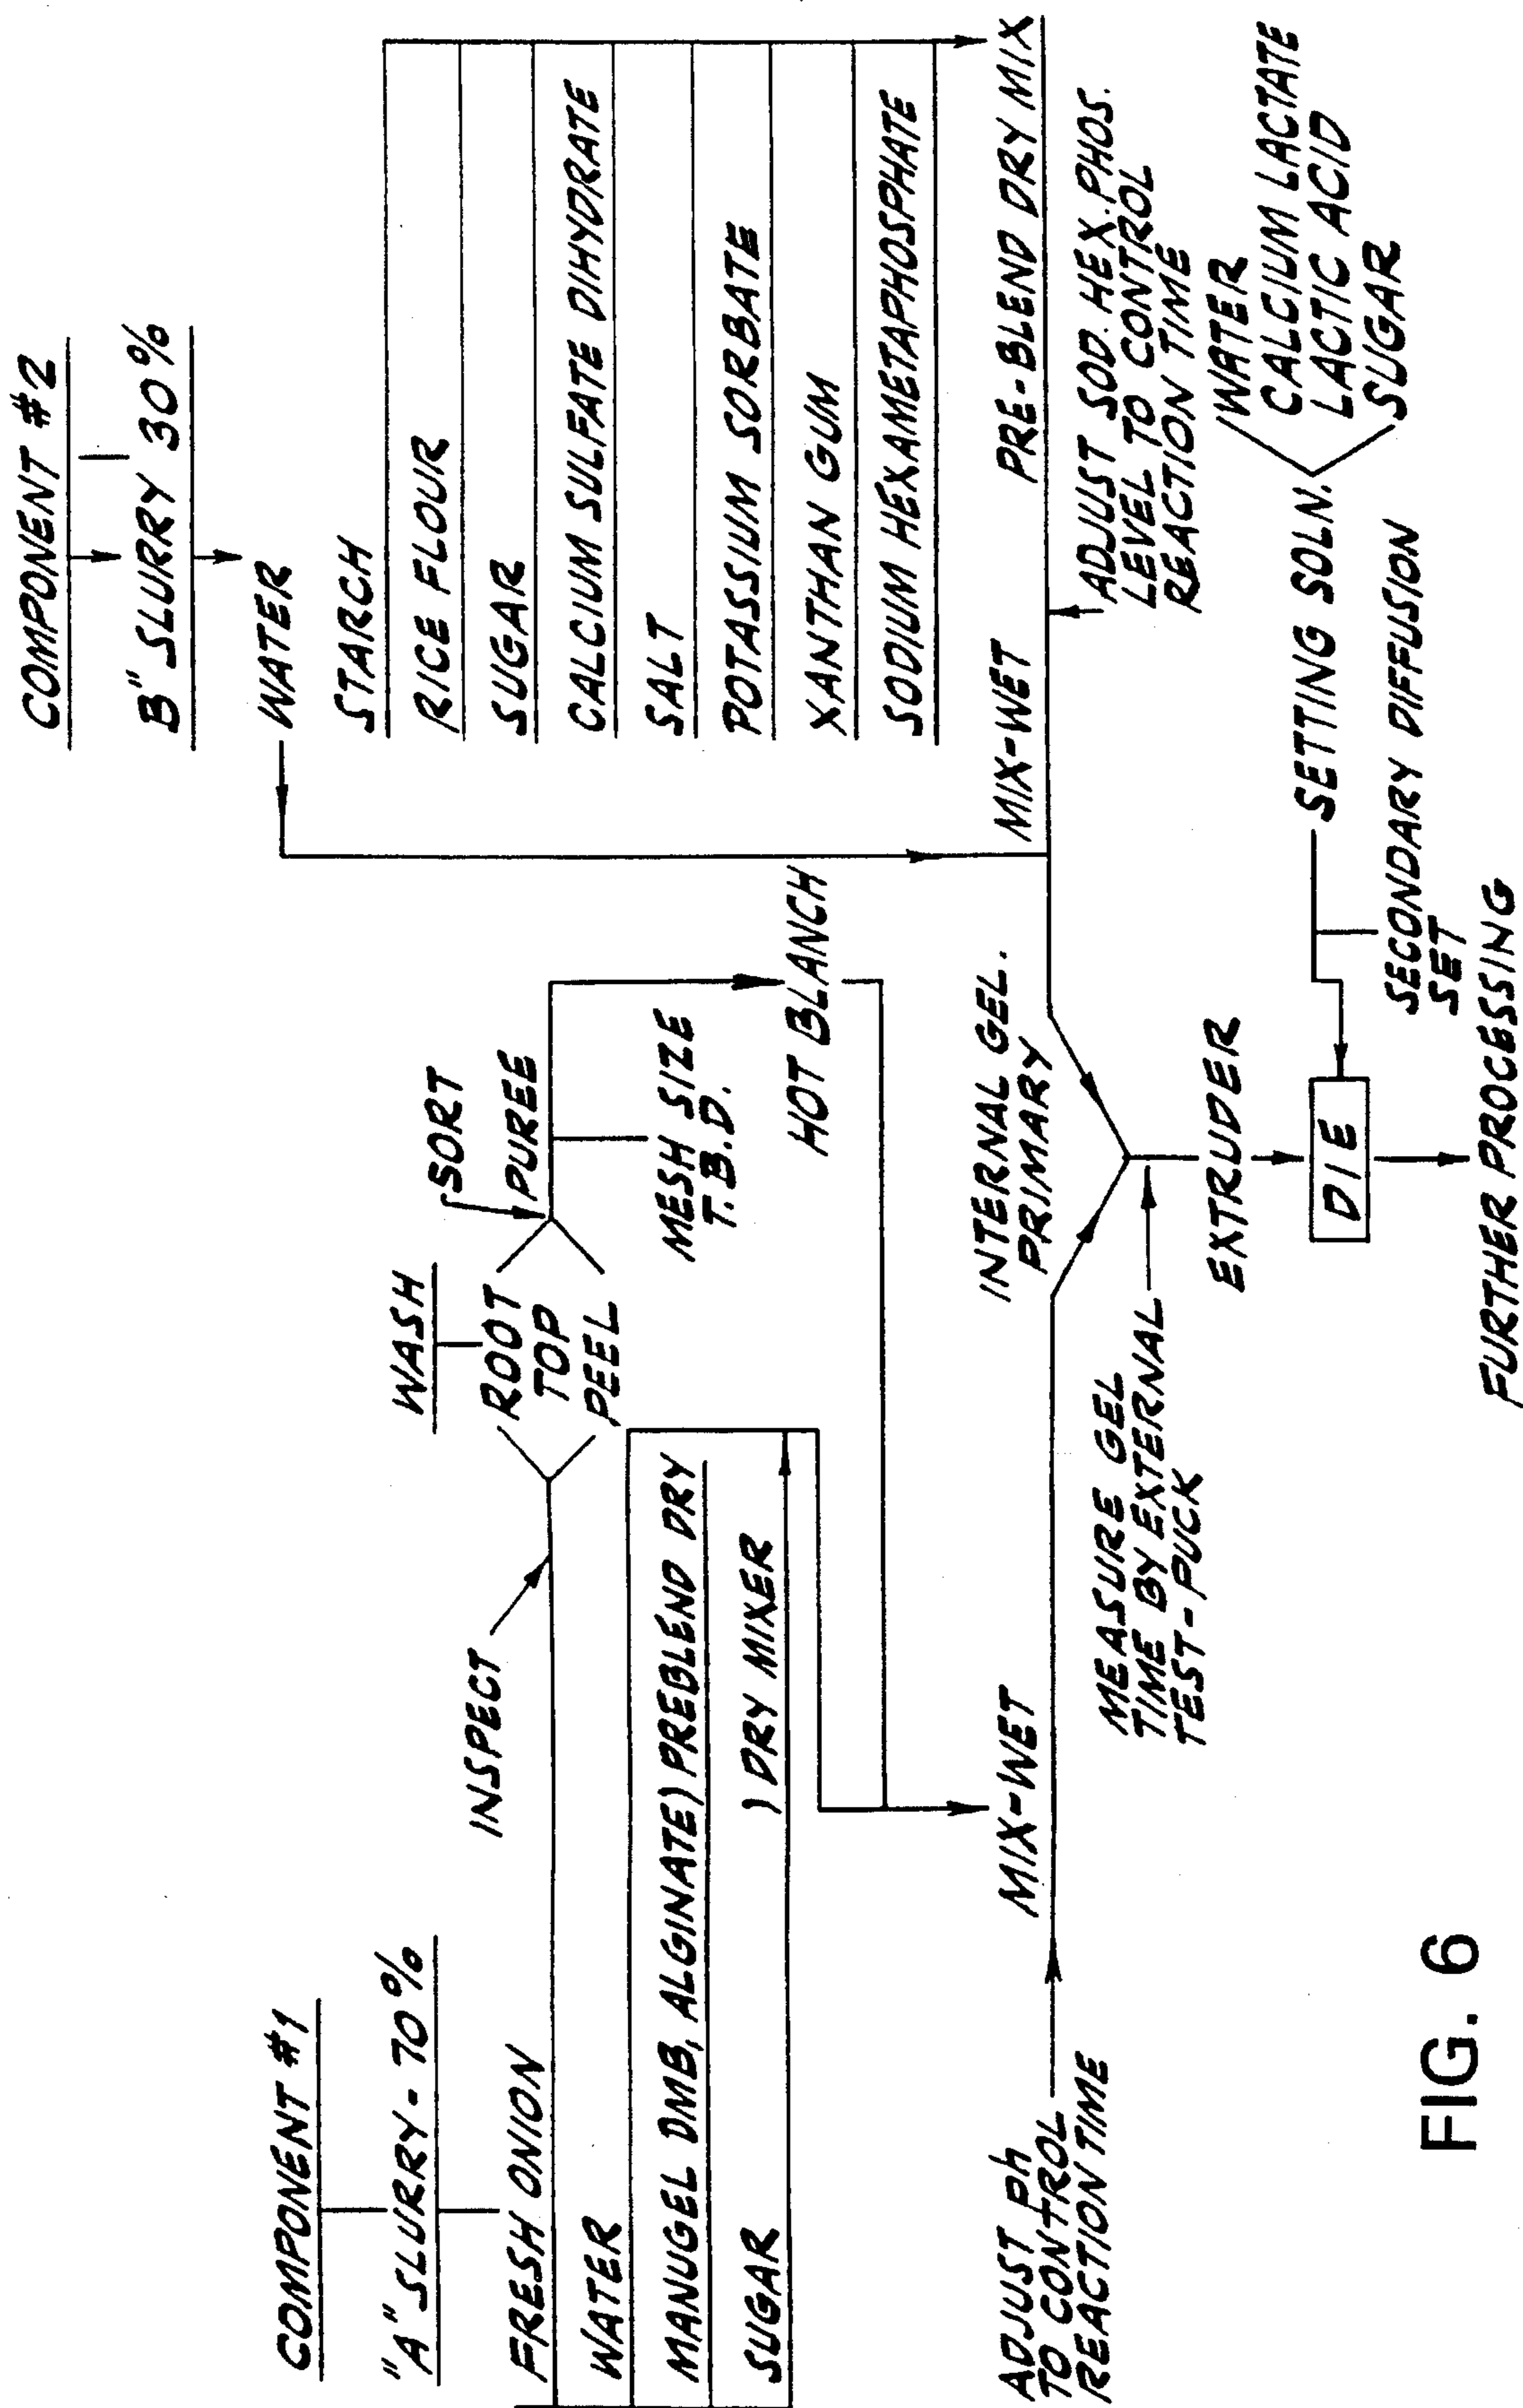 COMPONENT #1
"A" SLURRY - 70%
FRESH ONION
INSPECT
WASH
ROOT
TOP
PEEL
SORT
PUREE
MESH SIZE
T.B.D.
HOT BLANCH
WATER
MANUGEL DMB, ALGINATE) PREBLEND DRY
SUGAR
) DRY MIXER
MIX-WET
ADJUST ph
TO CONTROL
REACTION TIME
COMPONENT #2
B" SLURRY 30%
WATER
STARCH
RICE FLOUR
SUGAR
CALCIUM SULFATE DIHYDRATE
SALT
POTASSIUM SORBATE
XANTHAN GUM
SODIUM HEXAMETAPHOSPHATE
MIX-WET
PRE-BLEND DRY MIX
ADJUST SOD. HEX. PHOS.
LEVEL TO CONTROL
REACTION TIME
INTERNAL GEL.
PRIMARY
MEASURE GEL
TIME BY EXTERNAL
TEST-PUCK
EXTRUDER
DIE
SETTING SOLN.
WATER
CALCIUM LACTATE
LACTIC ACID
SUGAR
SECONDARY DIFFUSION
SET
FURTHER PROCESSING
FIG. 6